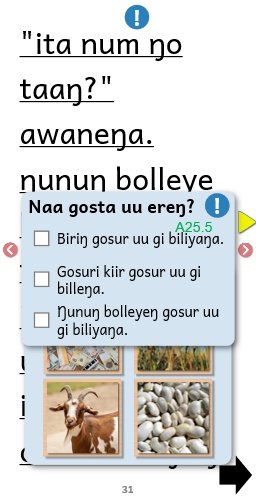 "ita num ŋo
taaŋ?"
awaneŋa.
ŋunuŋ bolleye
Naa gosta uu ereŋ?
A25.5
Biriŋ gosur uu gi biliyaŋa.
Gosuri kiir gosur uu gi
billeŋa.
Ŋunuŋ bolleyeŋ gosur uu
gi biliyaŋa.
31